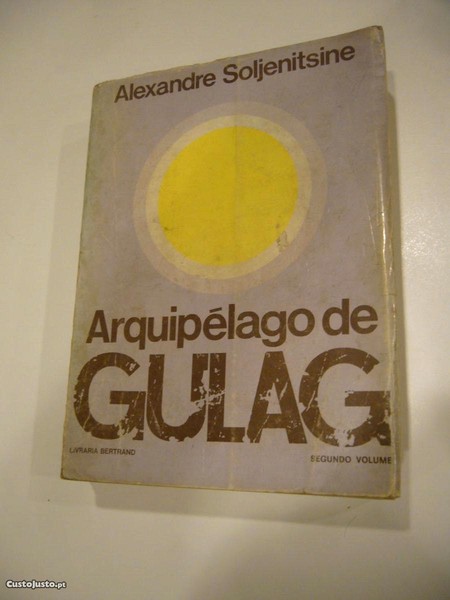 Alexandre Soljenitsine
Arquipélago de
GULAG
LIVRARIA BERTRAND
SEGUNDO VOLUME
CustoJusto.pt